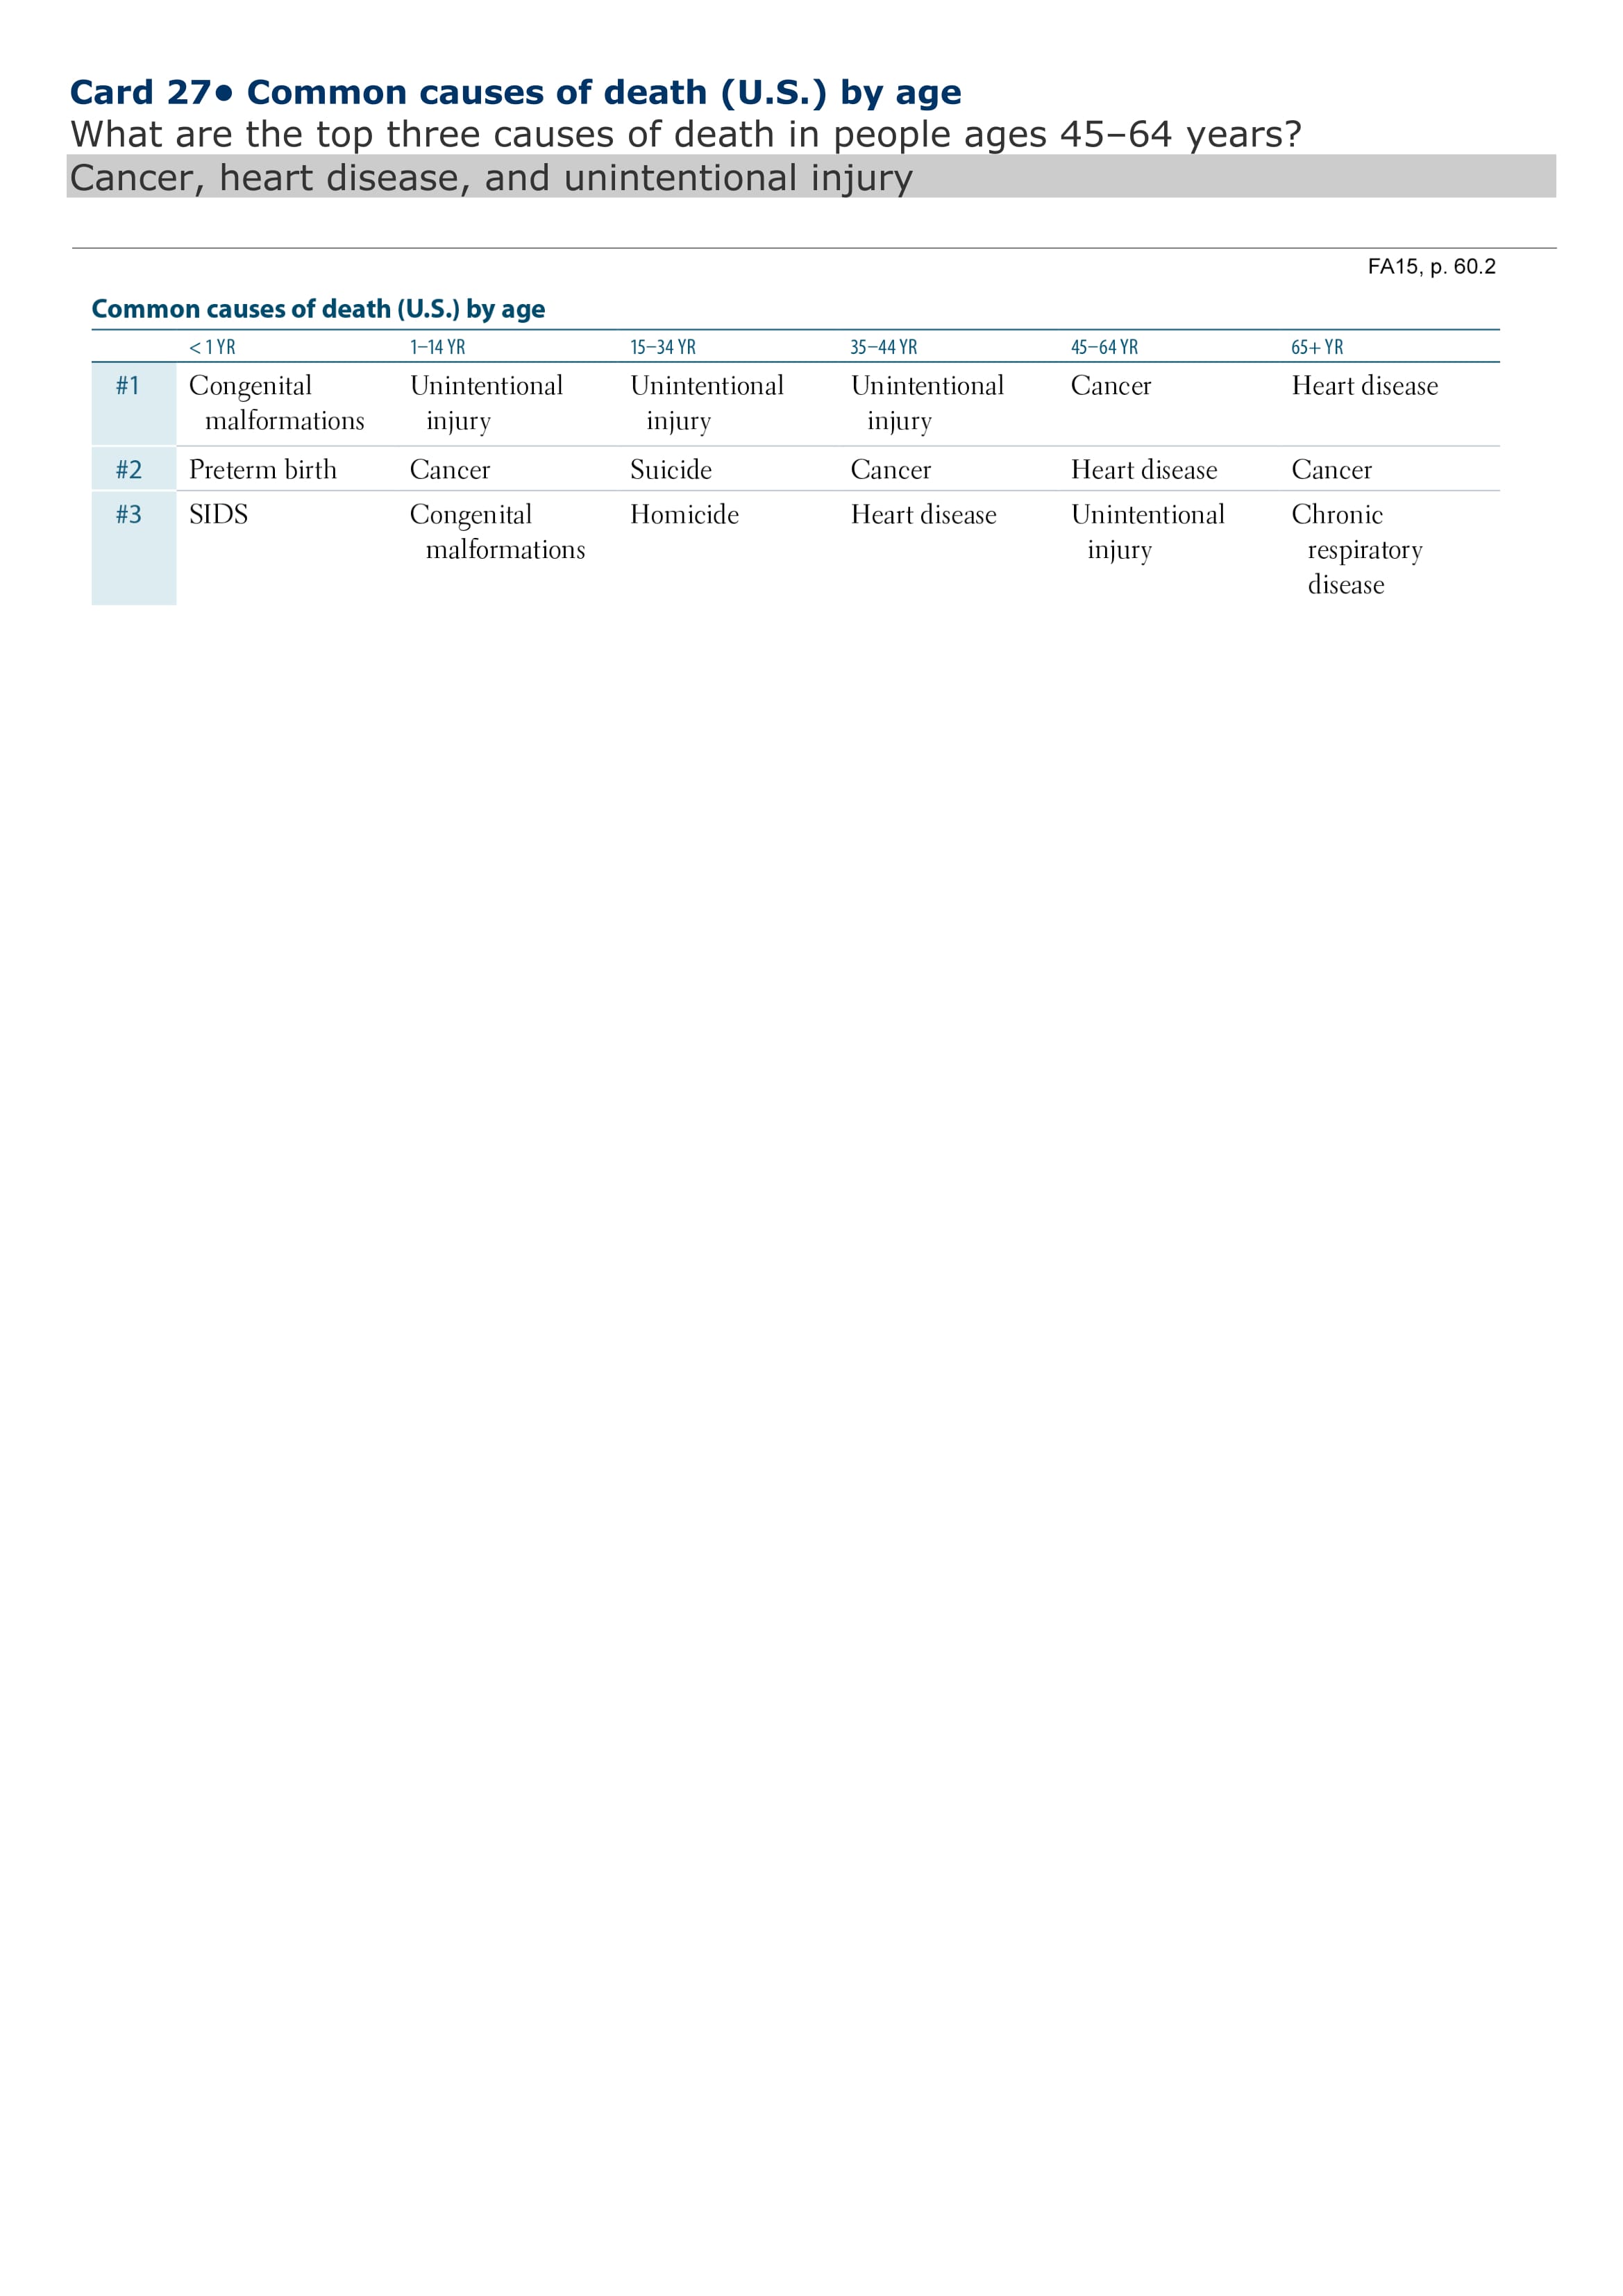 Card 27● Common causes of death (U.S.) by age
What are the top three causes of death in people ages 45–64 years?
Cancer, heart disease, and unintentional injury
FA15, p. 60.2
Common causes of death (U.S.) by age
< 1 YR 1–14 YR 15–34 YR 35–44 YR 45–64 YR 65+ YR
#1 Congenital Unintentional Unintentional Unintentional Cancer Heart disease
malformations injury injury injury
#2 Preterm birth Cancer Suicide Cancer Heart disease Cancer
#3 SIDS Congenital Homicide Heart disease Unintentional Chronic
malformations injury respiratory
disease